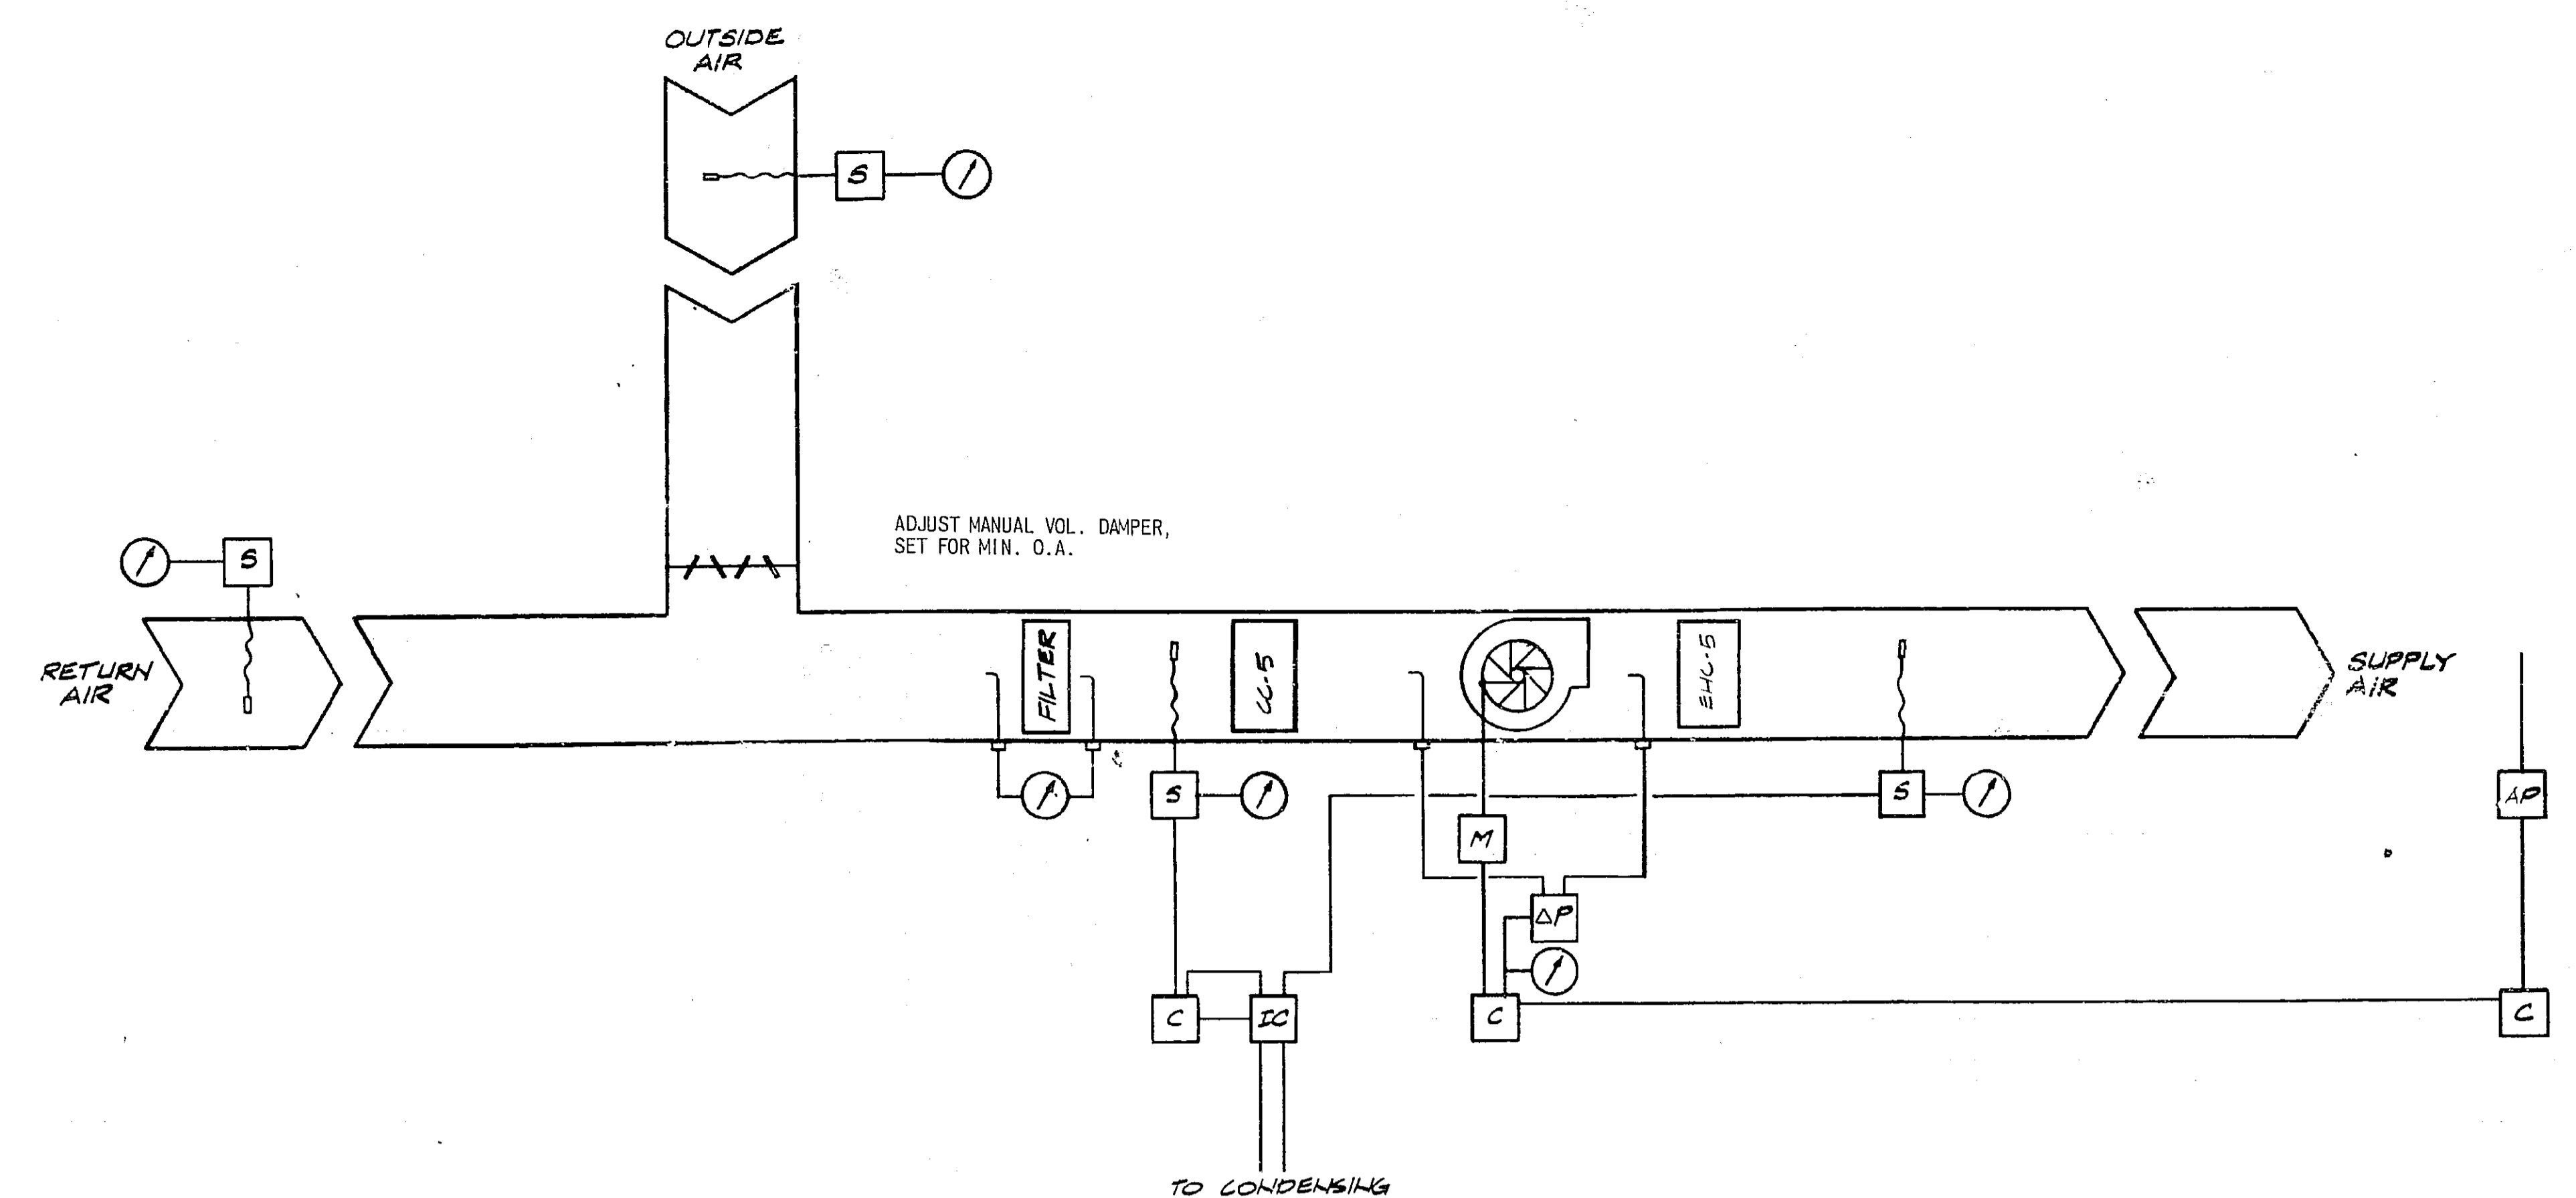 OUTSIDE
AIR
S
ADJUST MANUAL VOL. DAMPER,
SET FOR MIN. O.A.
S
RETURN
AIR
FILTER
CC-5
EHC-5
SUPPLY
AIR
S
S
ΔP
M
ΔP
C
IC
C
C
TO CONDENSING